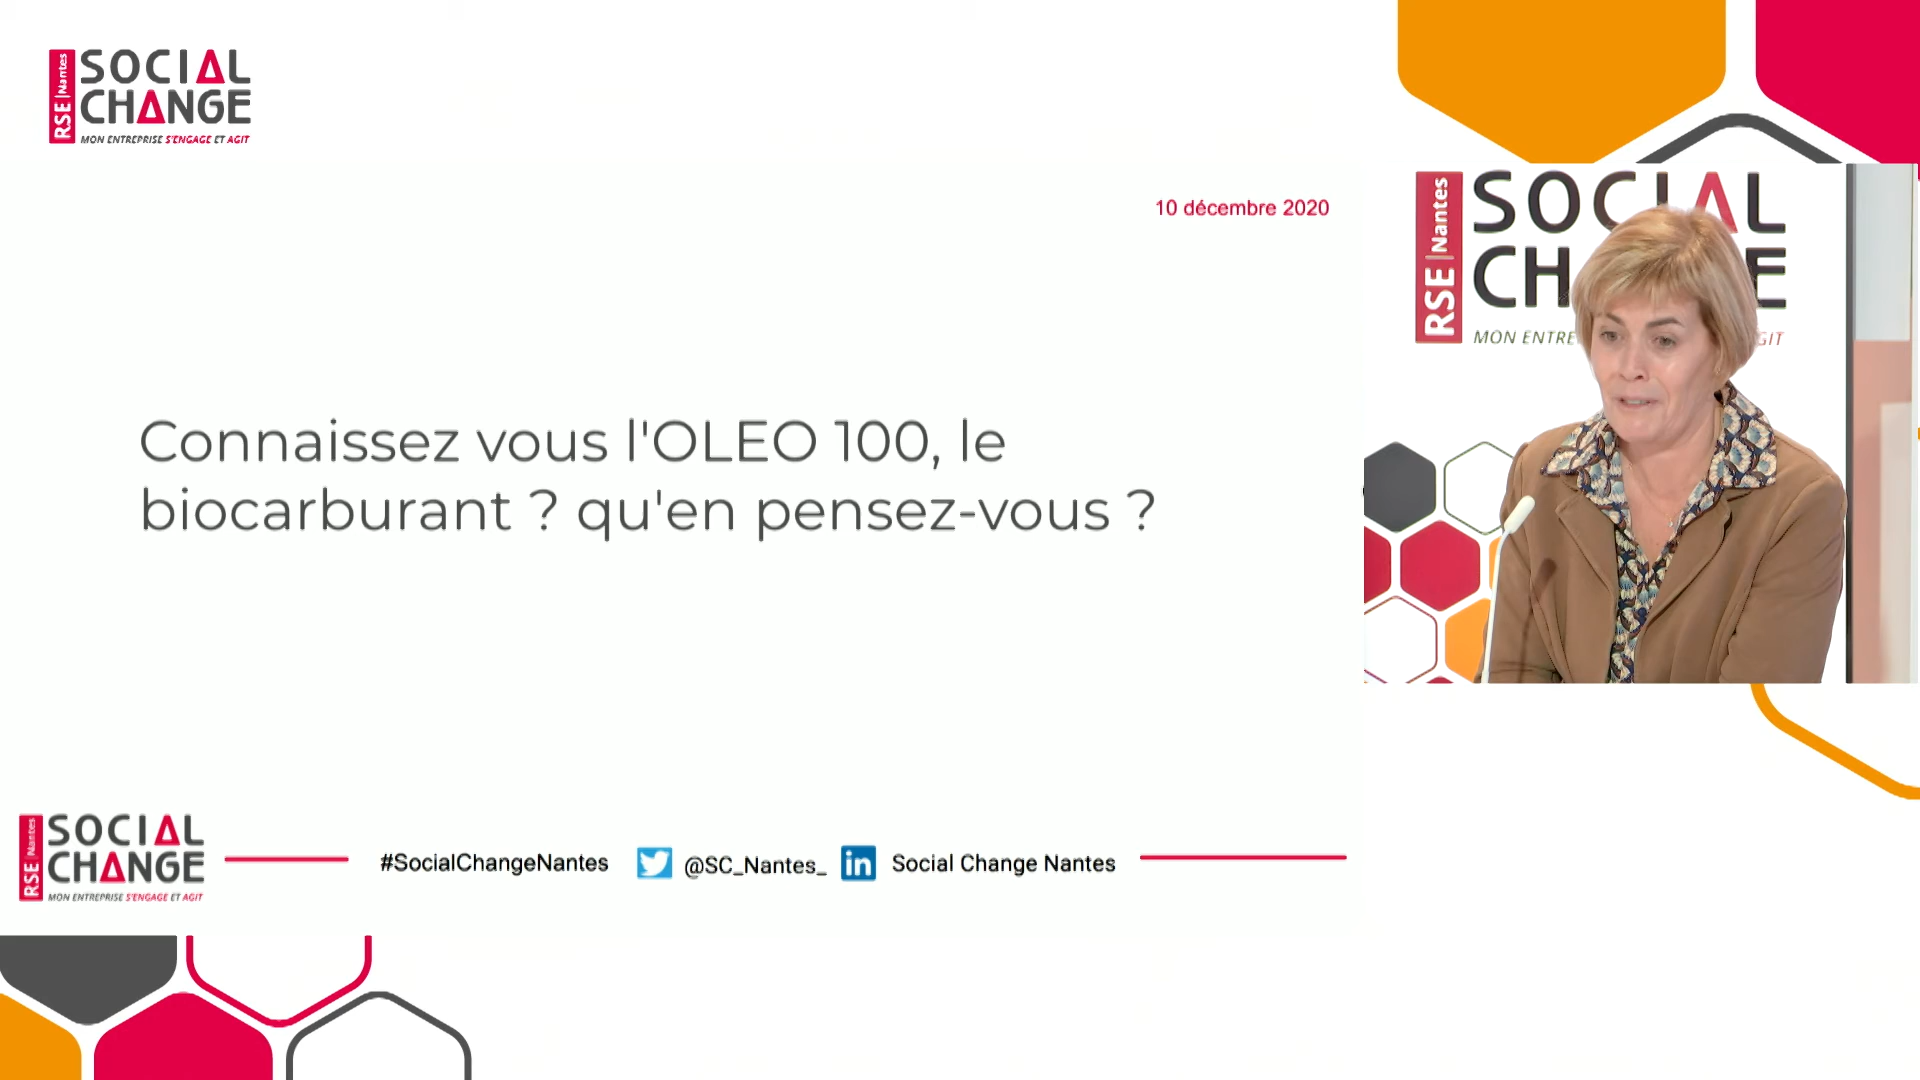 RSE | Nantes
SOCIAL
CHANGE
MON ENTREPRISE S'ENGAGE ET AGIT
10 décembre 2020
RSE | Nantes
SOCIAL
CH E
MON ENTRE GIT
Connaissez vous l'OLEO 100, le
biocarburant ? qu'en pensez-vous ?
RSE | Nantes
SOCIAL
CHANGE
MON ENTREPRISE S'ENGAGE ET AGIT
#SocialChangeNantes
@SC_Nantes_
in
Social Change Nantes